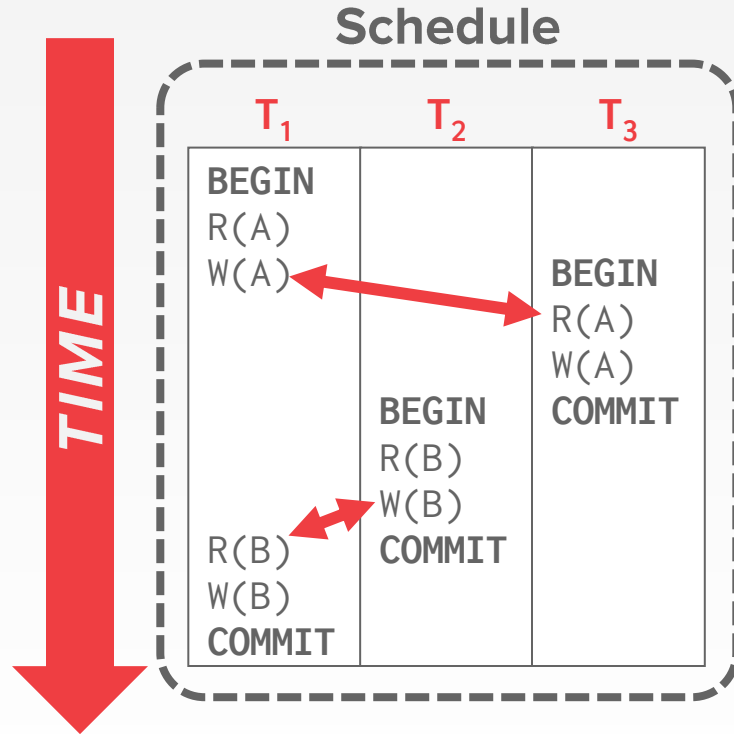 Schedule
TIME
T₁ T₂ T₃
BEGIN
R(A)
W(A) BEGIN
R(A)
W(A)
BEGIN COMMIT
R(B)
W(B)
R(B) COMMIT
W(B)
COMMIT